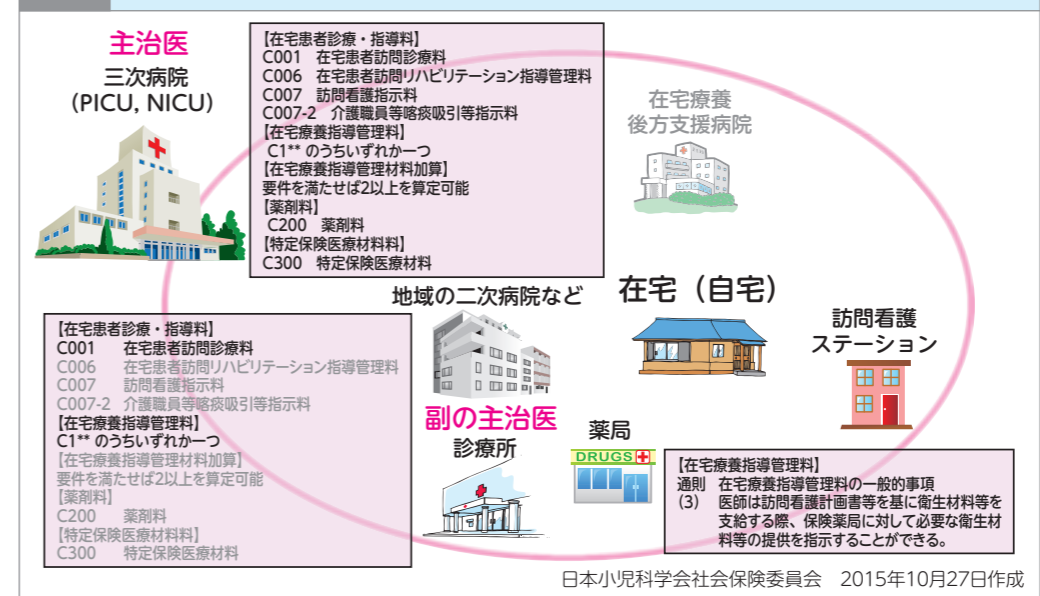 主治医
三次病院
(PICU, NICU)
【在宅患者診療・指導料】
C001 在宅患者訪問診療料
C006 在宅患者訪問リハビリテーション指導管理料
C007 訪問看護指示料
C007-2 介護職員等喀痰吸引等指示料
【在宅療養指導管理料】
C1** のうちいずれか一つ
【在宅療養指導管理材料加算】
要件を満たせば2以上を算定可能
【薬剤料】
C200 薬剤料
【特定保険医療材料料】
C300 特定保険医療材料
在宅療養
後方支援病院
地域の二次病院など
在宅（自宅）
訪問看護
ステーション
【在宅患者診療・指導料】
C001 在宅患者訪問診療料
C006 在宅患者訪問リハビリテーション指導管理料
C007 訪問看護指示料
C007-2 介護職員等喀痰吸引等指示料
【在宅療養指導管理料】
C1** のうちいずれか一つ
【在宅療養指導管理材料加算】
要件を満たせば2以上を算定可能
【薬剤料】
C200 薬剤料
【特定保険医療材料料】
C300 特定保険医療材料
副の主治医
診療所
薬局
DRUGS
【在宅療養指導管理料】
通則 在宅療養指導管理料の一般的事項
(3) 医師は訪問看護計画書等を基に衛生材料等を
支給する際、保険薬局に対して必要な衛生材
料等の提供を指示することができる。
日本小児科学会社会保険委員会 2015年10月27日作成